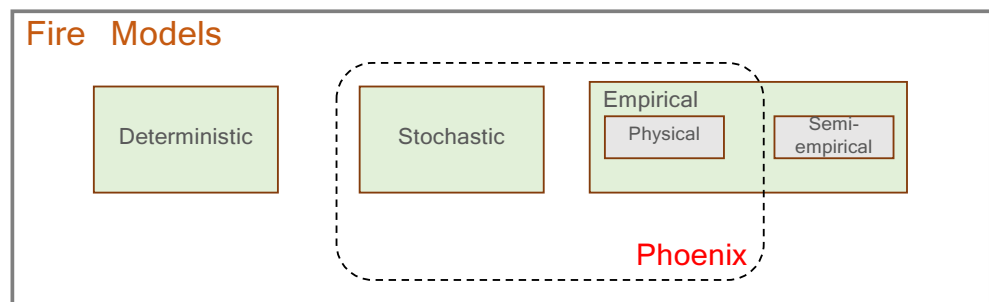 Fire Models
Deterministic
Stochastic
Empirical
Physical
Semi-
empirical
Phoenix